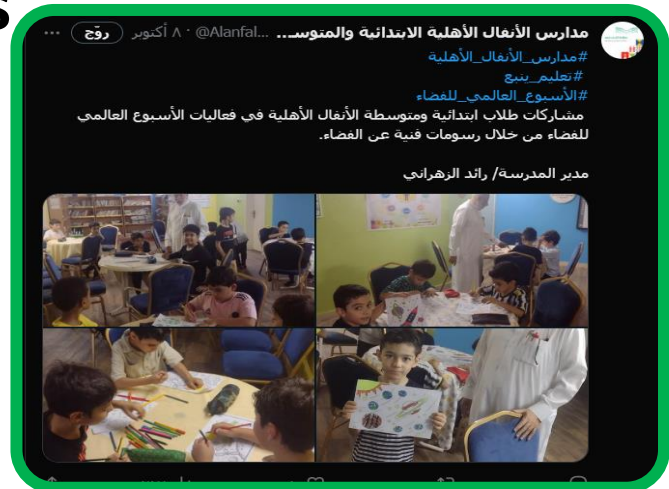 مدارس الأنفال الأهلية الابتدائية والمتوسـ... @Alanfal... · ٨ أكتوبر روّج
#مدارس_الأنفال_الأهلية
#تعليم_ينبع
#الأسبوع_العالمي_للفضاء
مشاركات طلاب ابتدائية ومتوسطة الأنفال الأهلية في فعاليات الأسبوع العالمي
للفضاء من خلال رسومات فنية عن الفضاء.
مدير المدرسة/ رائد الزهراني